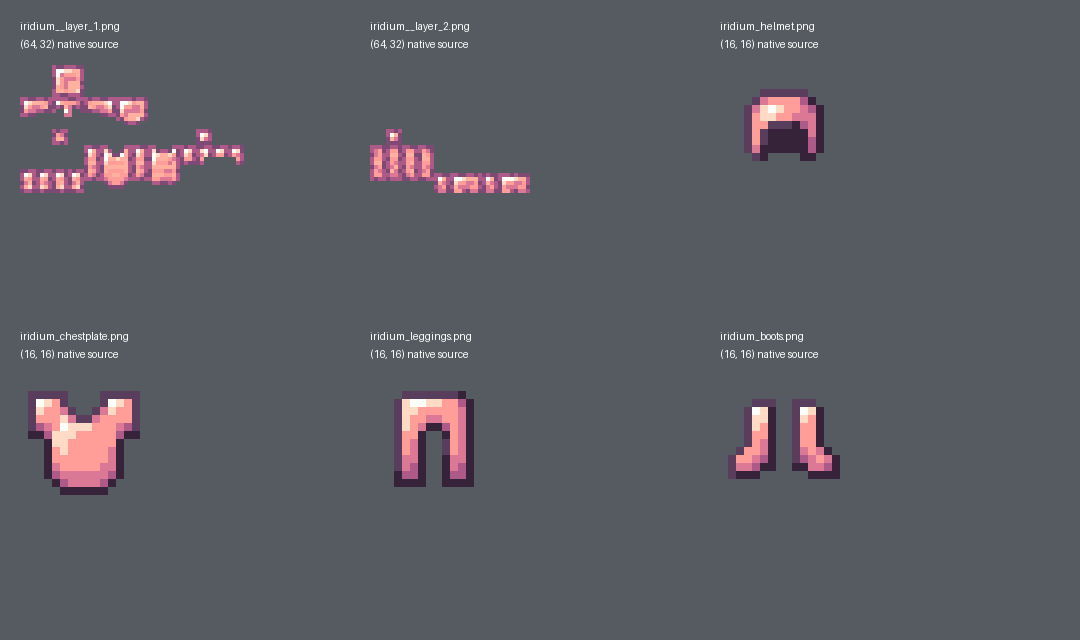 iridium__layer_1.png
(64, 32) native source
iridium__layer_2.png
(64, 32) native source
iridium_helmet.png
(16, 16) native source
iridium_chestplate.png
(16, 16) native source
iridium_leggings.png
(16, 16) native source
iridium_boots.png
(16, 16) native source